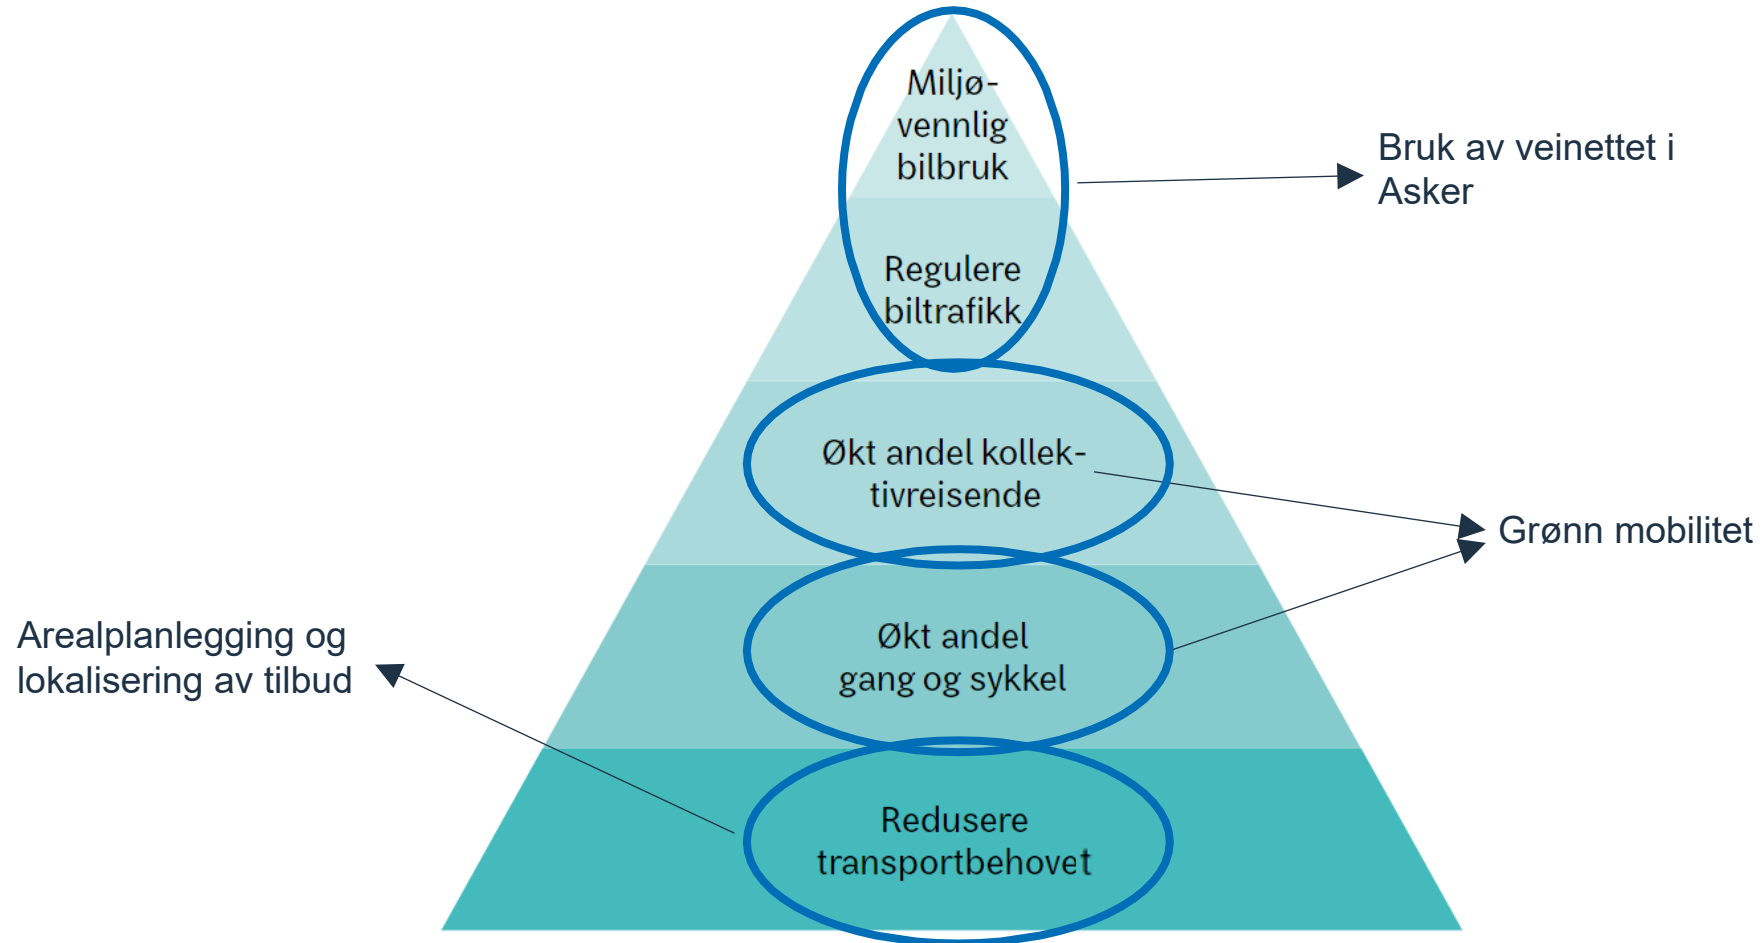 Miljø-
vennlig
bilbruk
Bruk av veinettet i
Asker
Regulere
biltrafikk
Økt andel kollek-
tivreisende
Grønn mobilitet
Økt andel
gang og sykkel
Arealplanlegging og
lokalisering av tilbud
Redusere
transportbehovet